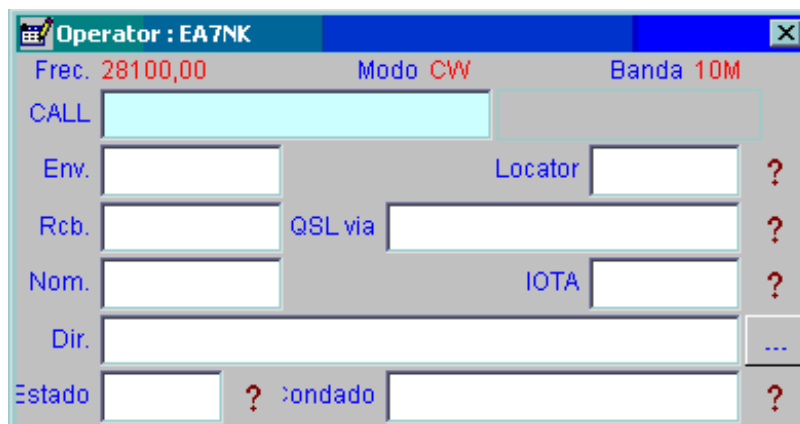 Operator : EA7NK
Frec. 28100,00 Modo CW Banda 10M
CALL
Env. Locator ?
Rcb. QSL via ?
Nom. IOTA ?
Dir. ...
Estado ? Condado ?